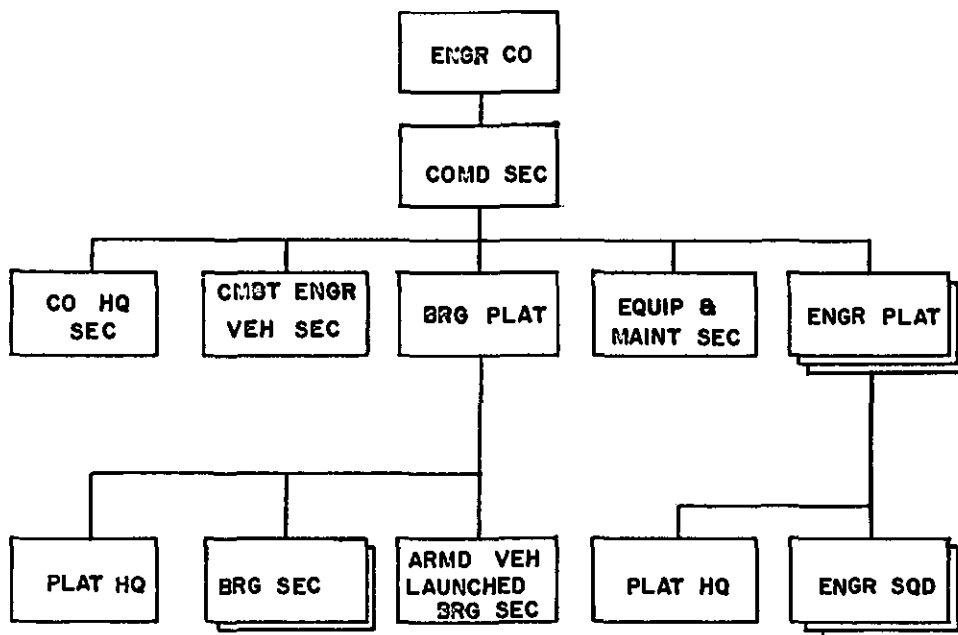 ENGR CO
COMD SEC
CO HQ
SEC
CMBT ENGR
VEH SEC
BRG PLAT
EQUIP &
MAINT SEC
ENGR PLAT
PLAT HQ
BRG SEC
ARMD VEH
LAUNCHED
BRG SEC
PLAT HQ
ENGR SQD